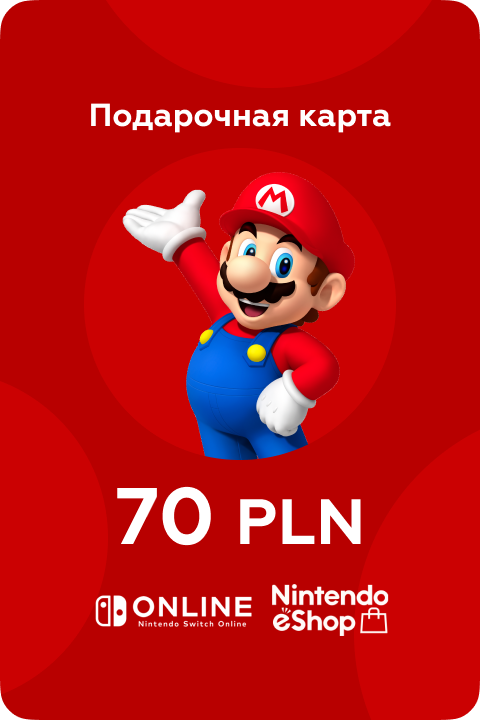 Подарочная карта
M
70 PLN
ONLINE
Nintendo Switch Online
Nintendo
eShop